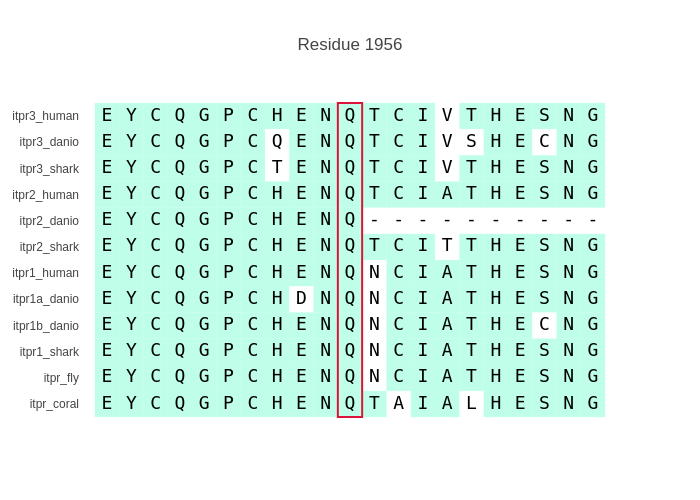 Residue 1956
itpr3_human E Y C Q G P C H E N Q T C I V T H E S N G
itpr3_danio E Y C Q G P C Q E N Q T C I V S H E C N G
itpr3_shark E Y C Q G P C T E N Q T C I V T H E S N G
itpr2_human E Y C Q G P C H E N Q T C I A T H E S N G
itpr2_danio E Y C Q G P C H E N Q - - - - - - - - - -
itpr2_shark E Y C Q G P C H E N Q T C I T T H E S N G
itpr1_human E Y C Q G P C H E N Q N C I A T H E S N G
itpr1a_danio E Y C Q G P C H D N Q N C I A T H E S N G
itpr1b_danio E Y C Q G P C H E N Q N C I A T H E C N G
itpr1_shark E Y C Q G P C H E N Q N C I A T H E S N G
itpr_fly E Y C Q G P C H E N Q N C I A T H E S N G
itpr_coral E Y C Q G P C H E N Q T A I A L H E S N G